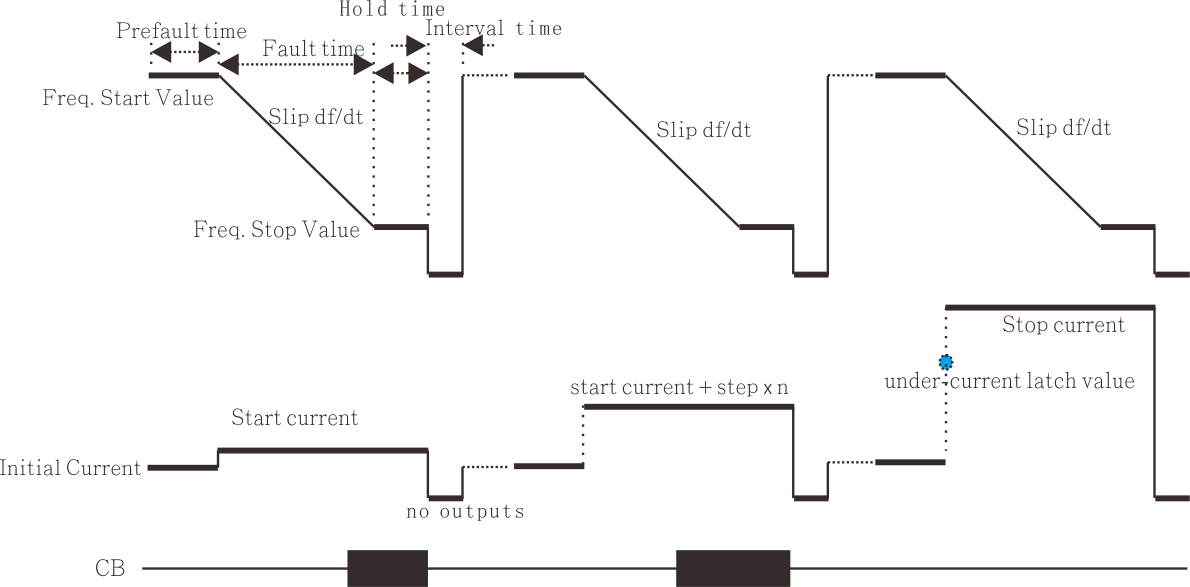 Hold time
Prefault time
Interval time
Fault time
Freq. Start Value
Slip df/dt
Slip df/dt
Slip df/dt
Freq. Stop Value
Stop current
under-current latch value
start current + step x n
Start current
Initial Current
no outputs
CB